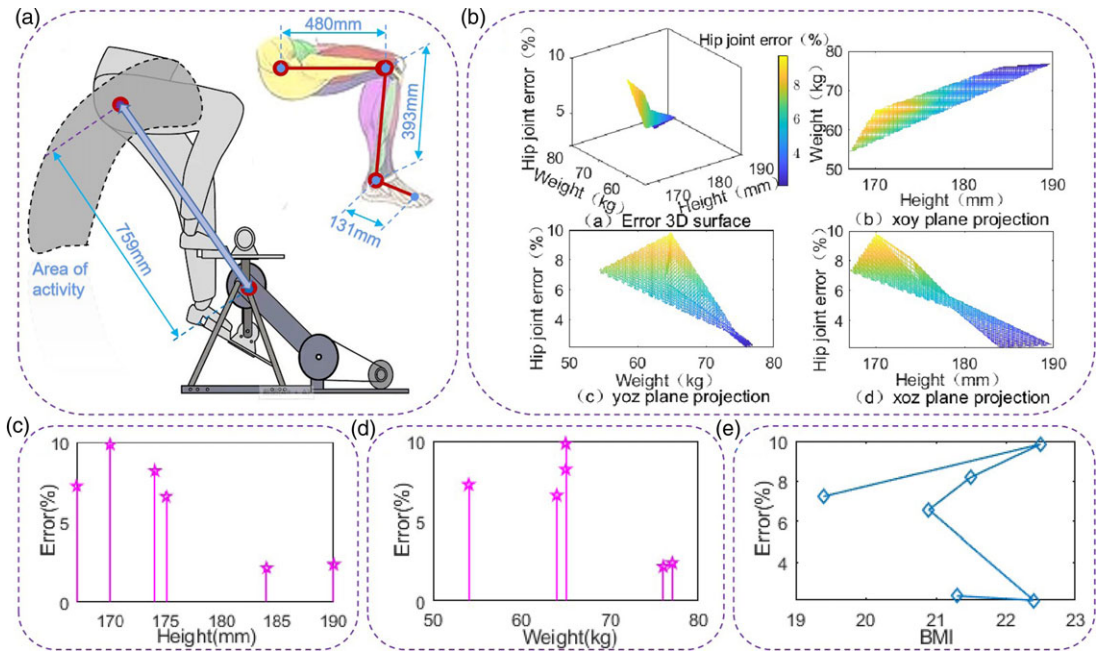 (a)
480mm
393mm
131mm
759mm
Area of
activity
(b)
Hip joint error (%)
10
5
80
70
60
Weight (kg)
170
180
190
Height (mm)
Hip joint error (%)
8
6
4
(a) Error 3D surface
Weight (kg)
80
70
60
50
170
180
190
Height (mm)
(b) xoy plane projection
Hip joint error (%)
10
8
6
4
2
50
60
70
80
Weight (kg)
(c) yoz plane projection
Hip joint error (%)
10
8
6
4
2
170
180
190
Height (mm)
(d) xoz plane projection
(c)
Error(%)
10
5
0
170
175
180
185
190
Height(mm)
(d)
Error(%)
10
5
0
50
60
70
80
Weight(kg)
(e)
Error(%)
10
8
6
4
2
19
20
21
22
23
BMI